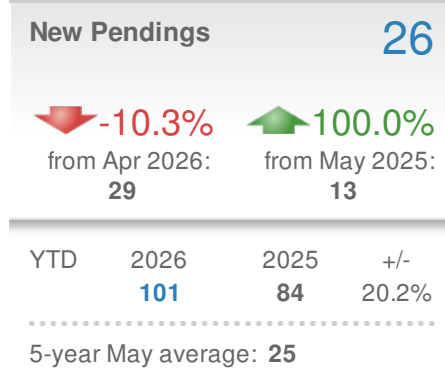 New Pendings 26
-10.3% 100.0%
from Apr 2026: from May 2025:
29 13
YTD 2026 2025 +/-
101 84 20.2%
5-year May average: 25